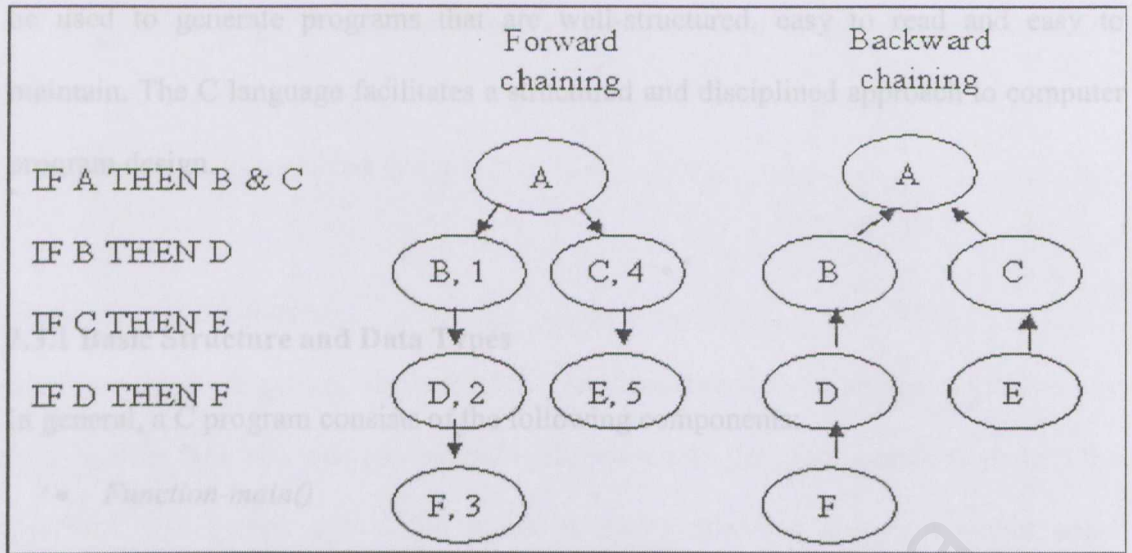 be used to generate programs that are well-structured, easy to read and easy to
Forward
chaining
Backward
chaining
maintain. The C language facilitates a structured and disciplined approach to computer
program design.
IF A THEN B & C
IF B THEN D
IF C THEN E
IF D THEN F
A
B, 1
C, 4
D, 2
E, 5
F, 3
A
B
C
D
E
F
Basic Structure and Data Types
a general, a C program consists of the following components:
• Function main()